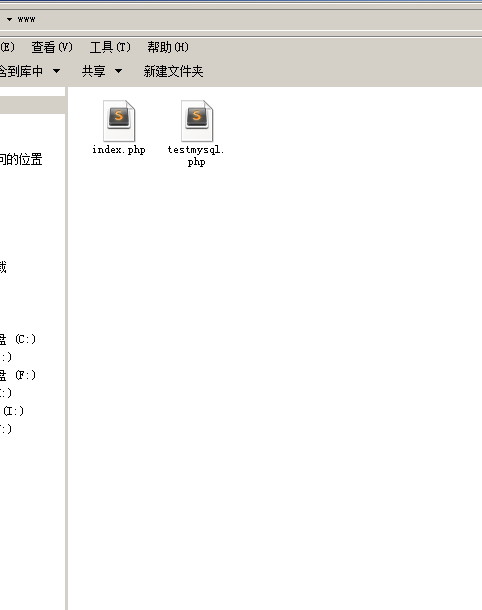 www
(E) 查看(V) 工具(T) 帮助(H)
含到库中 共享 新建文件夹
index.php
testmysql.
php
问的位置
载
盘 (C:)
:)
盘 (F:)
:)
(I:)
:)